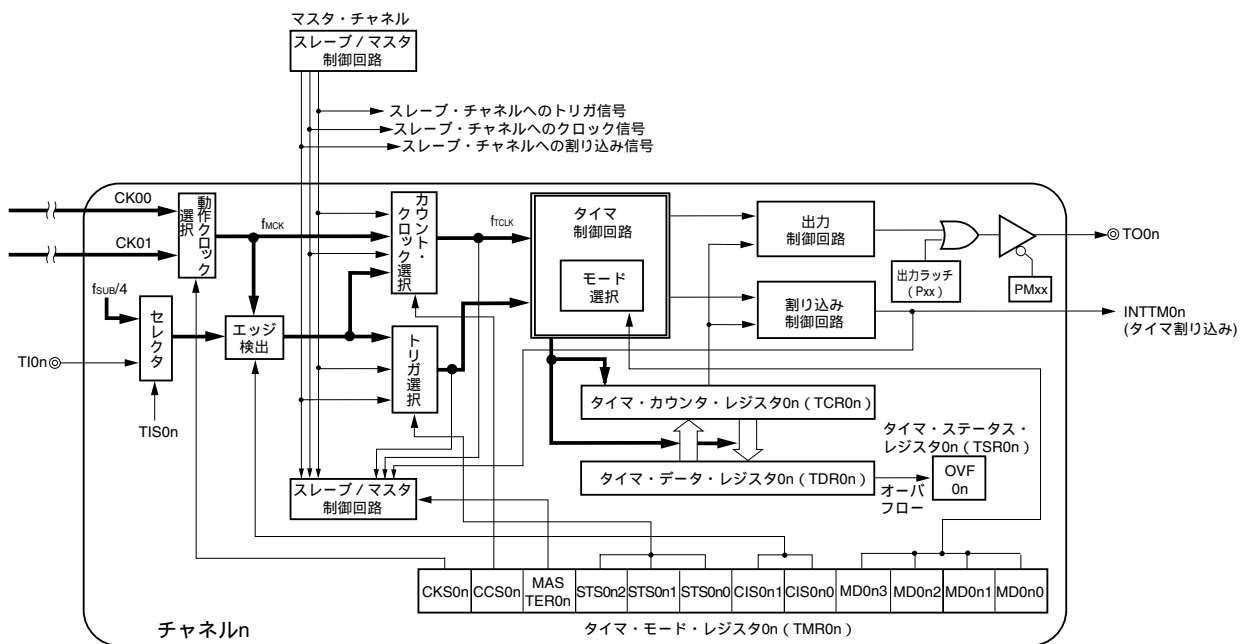 マスタ・チャネル
スレーブ / マスタ
制御回路
スレーブ・チャネルへのトリガ信号
スレーブ・チャネルへのクロック信号
スレーブ・チャネルへの割り込み信号
CK00
CK01
動作クロック
選択
fMCK
カウント・
クロック選択
fTCLK
タイマ
制御回路
モード
選択
出力
制御回路
出力ラッチ
(Pxx)
PMxx
TO0n
割り込み
制御回路
INTTM0n
(タイマ割り込み)
fSUB/4
セレクタ
TI0n
TIS0n
エッジ
検出
トリガ選択
タイマ・カウンタ・レジスタ0n(TCR0n)
タイマ・データ・レジスタ0n(TDR0n)
タイマ・ステータス・
レジスタ0n(TSR0n)
オーバ
フロー
OVF
0n
スレーブ / マスタ
制御回路
CKS0n
CCS0n
MAS
TER0n
STS0n2
STS0n1
STS0n0
CIS0n1
CIS0n0
MD0n3
MD0n2
MD0n1
MD0n0
チャネルn
タイマ・モード・レジスタ0n(TMR0n)